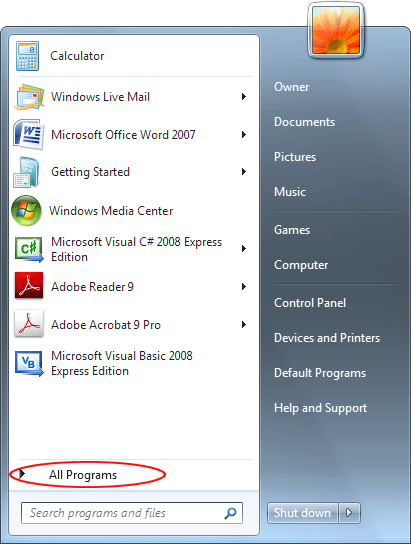 Calculator
Windows Live Mail
Microsoft Office Word 2007
Getting Started
Windows Media Center
Microsoft Visual C# 2008 Express
Edition
Adobe Reader 9
Adobe Acrobat 9 Pro
Microsoft Visual Basic 2008
Express Edition
All Programs
Search programs and files
Owner
Documents
Pictures
Music
Games
Computer
Control Panel
Devices and Printers
Default Programs
Help and Support
Shut down